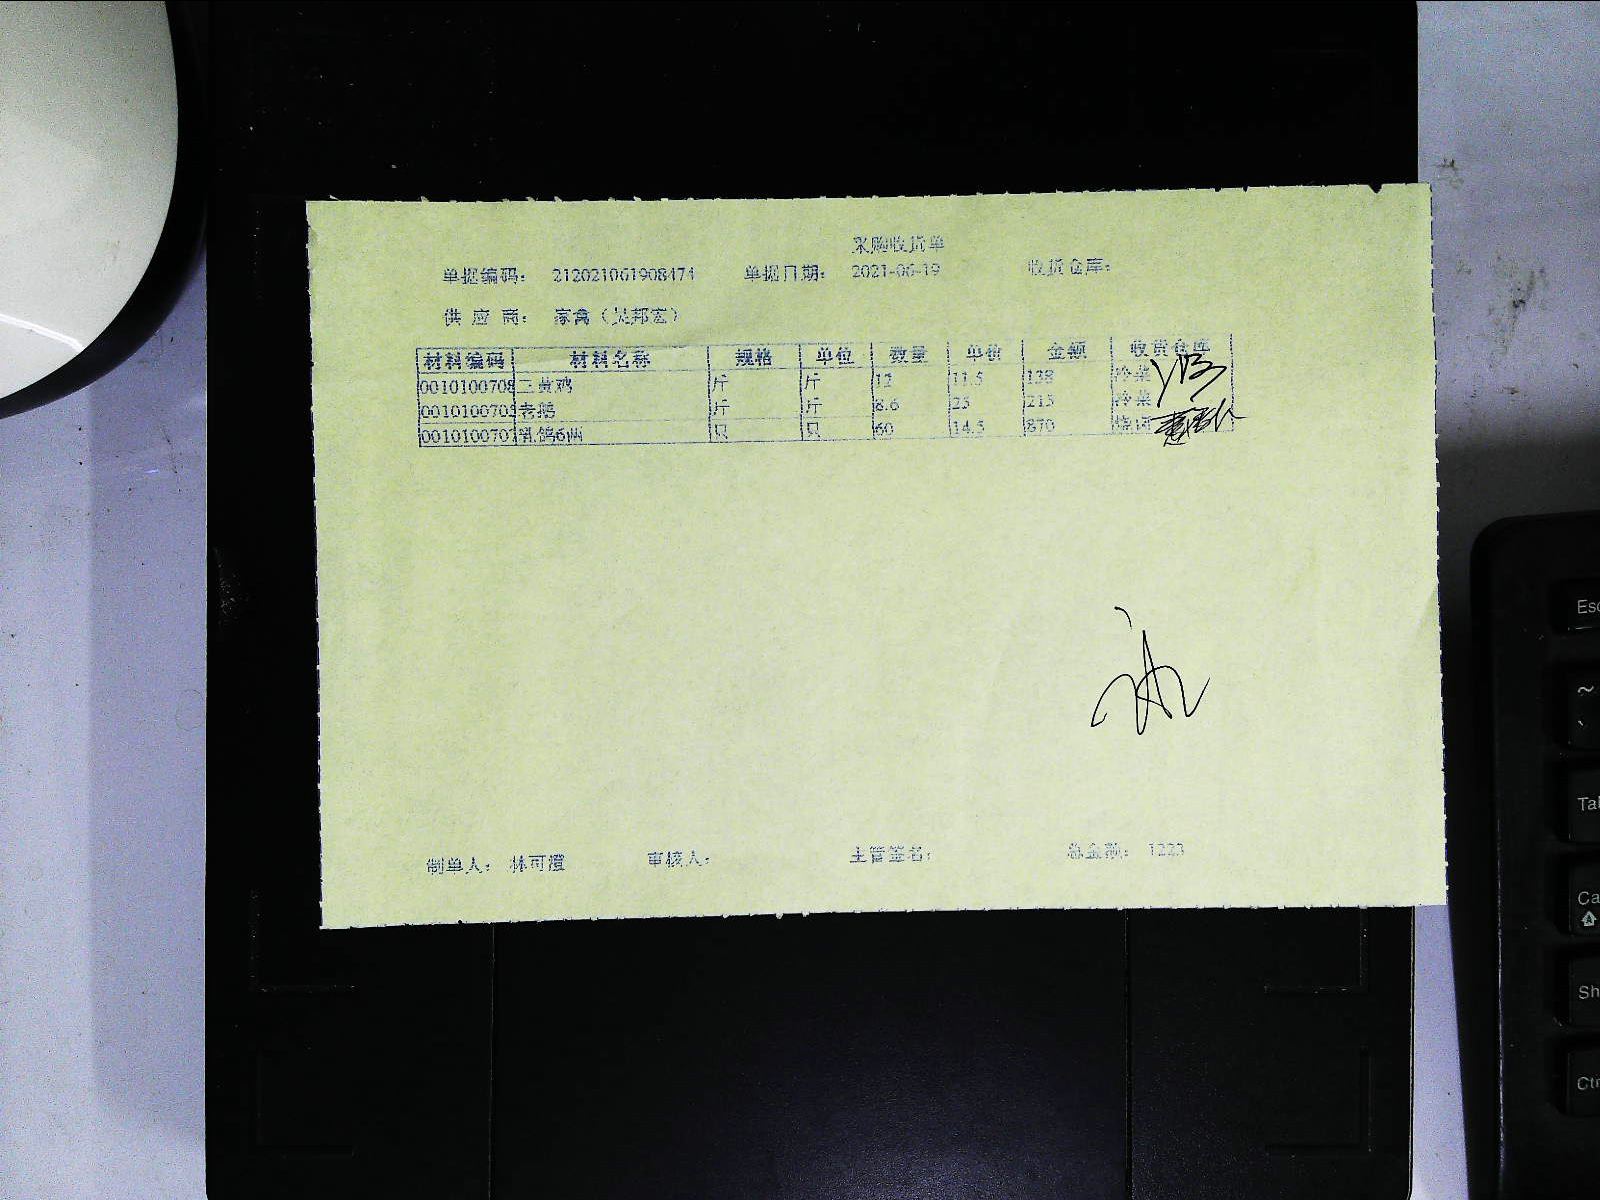 采购收货单
单据编码: 212021061908474 单据日期: 2021-06-19 收货仓库:
供 应 商: 家禽（吴邦宏）
材料编码 材料名称 规格 单位 数量 单价 金额 收货仓库
0010100708 三黄鸡 斤 斤 12 11.5 138 冷菜
0010100705 老鹅 斤 斤 8.6 25 215 冷菜
0010100707 乳鸽6两 只 只 60 14.5 870
制单人: 林可澄 审核人: 主管签名: 总金额: 1223
Esc
~
Tab
Ca
Sh
Ctr